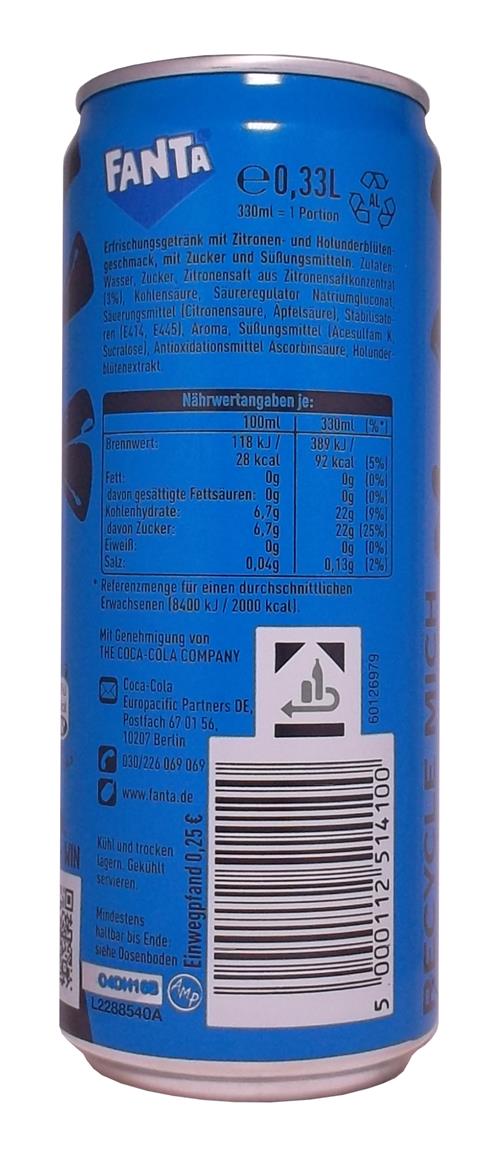 FANTA
℮0,33L
330ml = 1 Portion
AL
Erfrischungsgetränk mit Zitronen- und Holunderblüten-
geschmack, mit Zucker und Süßungsmitteln. Zutaten:
Wasser, Zucker, Zitronensaft aus Zitronensaftkonzentrat
(3%), Kohlensäure, Säureregulator Natriumgluconat,
Säuerungsmittel (Citronensäure, Äpfelsäure), Stabilisato-
ren (E414, E445), Aroma, Süßungsmittel (Acesulfam K,
Sucralose), Antioxidationsmittel Ascorbinsäure, Holunder-
blütenextrakt.
Nährwertangaben je:
100ml 330ml (%*)
Brennwert: 118 kJ / 389 kJ /
28 kcal 92 kcal (5%)
Fett: 0g 0g (0%)
davon gesättigte Fettsäuren: 0g 0g (0%)
Kohlenhydrate: 6,7g 22g (9%)
davon Zucker: 6,7g 22g (25%)
Eiweiß: 0g 0g (0%)
Salz: 0,04g 0,13g (2%)
* Referenzmenge für einen durchschnittlichen
Erwachsenen (8400 kJ / 2000 kcal).
Mit Genehmigung von
THE COCA-COLA COMPANY
Coca-Cola
Europacific Partners DE,
Postfach 67 01 56,
10207 Berlin
030/226 069 069
www.fanta.de
Kühl und trocken
lagern. Gekühlt
servieren.
Mindestens
haltbar bis Ende:
siehe Dosenboden
Einwegpfand 0,25 €
60126979
5 000112 514100
RECYCLE MICH
WIN
04DH16B
AMP
L2288540A